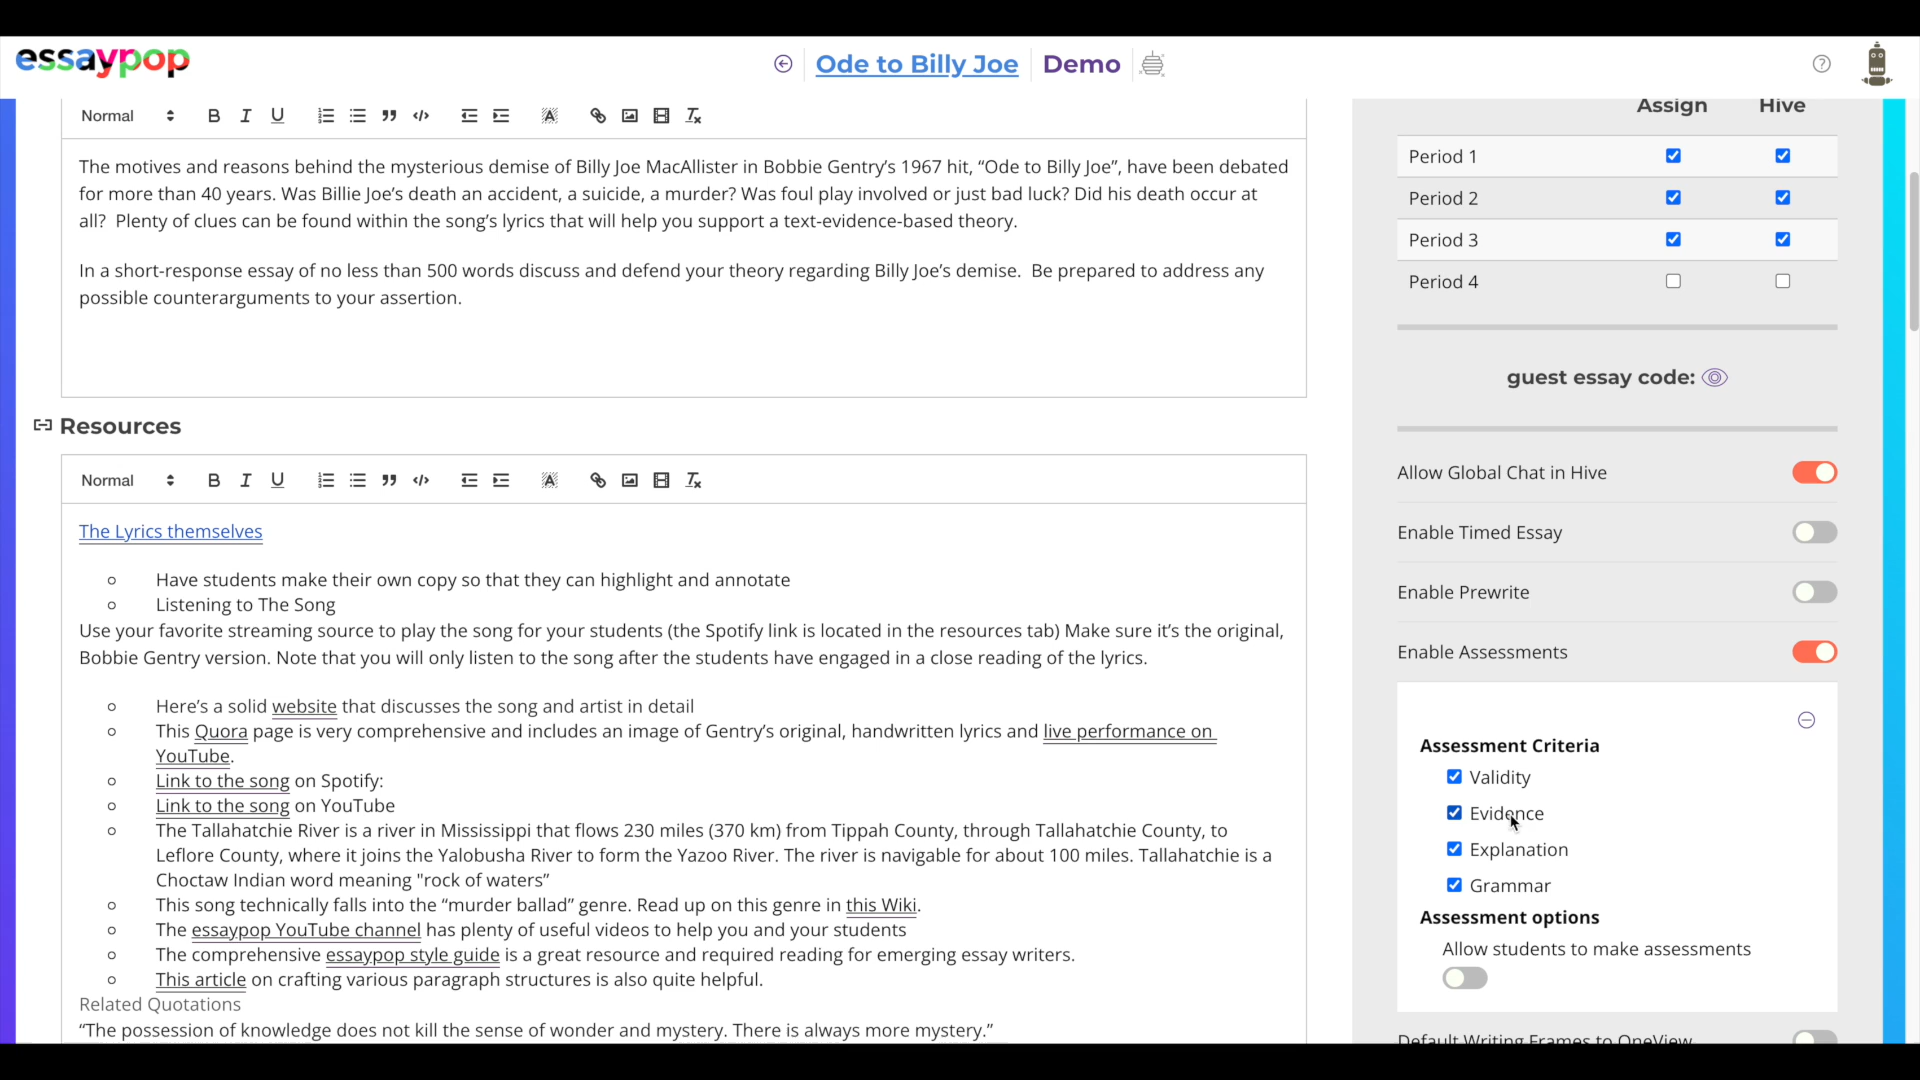 essaypop
Ode to Billy Joe
Demo
Normal
The motives and reasons behind the mysterious demise of Billy Joe MacAllister in Bobbie Gentry’s 1967 hit, “Ode to Billy Joe”, have been debated
for more than 40 years. Was Billie Joe’s death an accident, a suicide, a murder? Was foul play involved or just bad luck? Did his death occur at
all?  Plenty of clues can be found within the song’s lyrics that will help you support a text-evidence-based theory.
In a short-response essay of no less than 500 words discuss and defend your theory regarding Billy Joe’s demise.  Be prepared to address any
possible counterarguments to your assertion.
Resources
Normal
The Lyrics themselves
Have students make their own copy so that they can highlight and annotate
Listening to The Song
Use your favorite streaming source to play the song for your students (the Spotify link is located in the resources tab) Make sure it’s the original,
Bobbie Gentry version. Note that you will only listen to the song after the students have engaged in a close reading of the lyrics.
Here’s a solid website that discusses the song and artist in detail
This Quora page is very comprehensive and includes an image of Gentry’s original, handwritten lyrics and live performance on
YouTube.
Link to the song on Spotify:
Link to the song on YouTube
The Tallahatchie River is a river in Mississippi that flows 230 miles (370 km) from Tippah County, through Tallahatchie County, to
Leflore County, where it joins the Yalobusha River to form the Yazoo River. The river is navigable for about 100 miles. Tallahatchie is a
Choctaw Indian word meaning "rock of waters”
This song technically falls into the “murder ballad” genre. Read up on this genre in this Wiki.
The essaypop YouTube channel has plenty of useful videos to help you and your students
The comprehensive essaypop style guide is a great resource and required reading for emerging essay writers.
This article on crafting various paragraph structures is also quite helpful.
Related Quotations
“The possession of knowledge does not kill the sense of wonder and mystery. There is always more mystery.”
Assign Hive
Period 1
Period 2
Period 3
Period 4
guest essay code:
Allow Global Chat in Hive
Enable Timed Essay
Enable Prewrite
Enable Assessments
Assessment Criteria
Validity
Evidence
Explanation
Grammar
Assessment options
Allow students to make assessments
Default Writing Frames to OneView